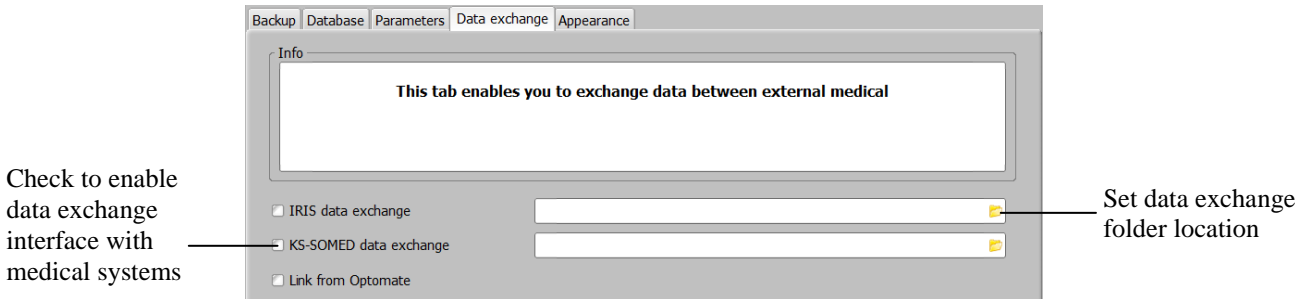 Backup Database Parameters Data exchange Appearance
Info
This tab enables you to exchange data between external medical
Check to enable
data exchange
interface with
medical systems
IRIS data exchange
KS-SOMED data exchange
Link from Optomate
Set data exchange
folder location